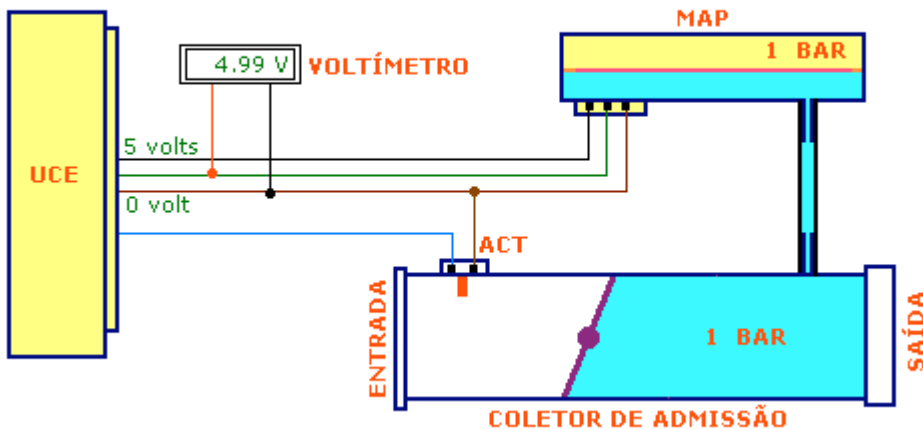 MAP
1 BAR
4.99 V
VOLTÍMETRO
5 volts
UCE
0 volt
ACT
ENTRADA
1 BAR
SAÍDA
COLETOR DE ADMISSÃO